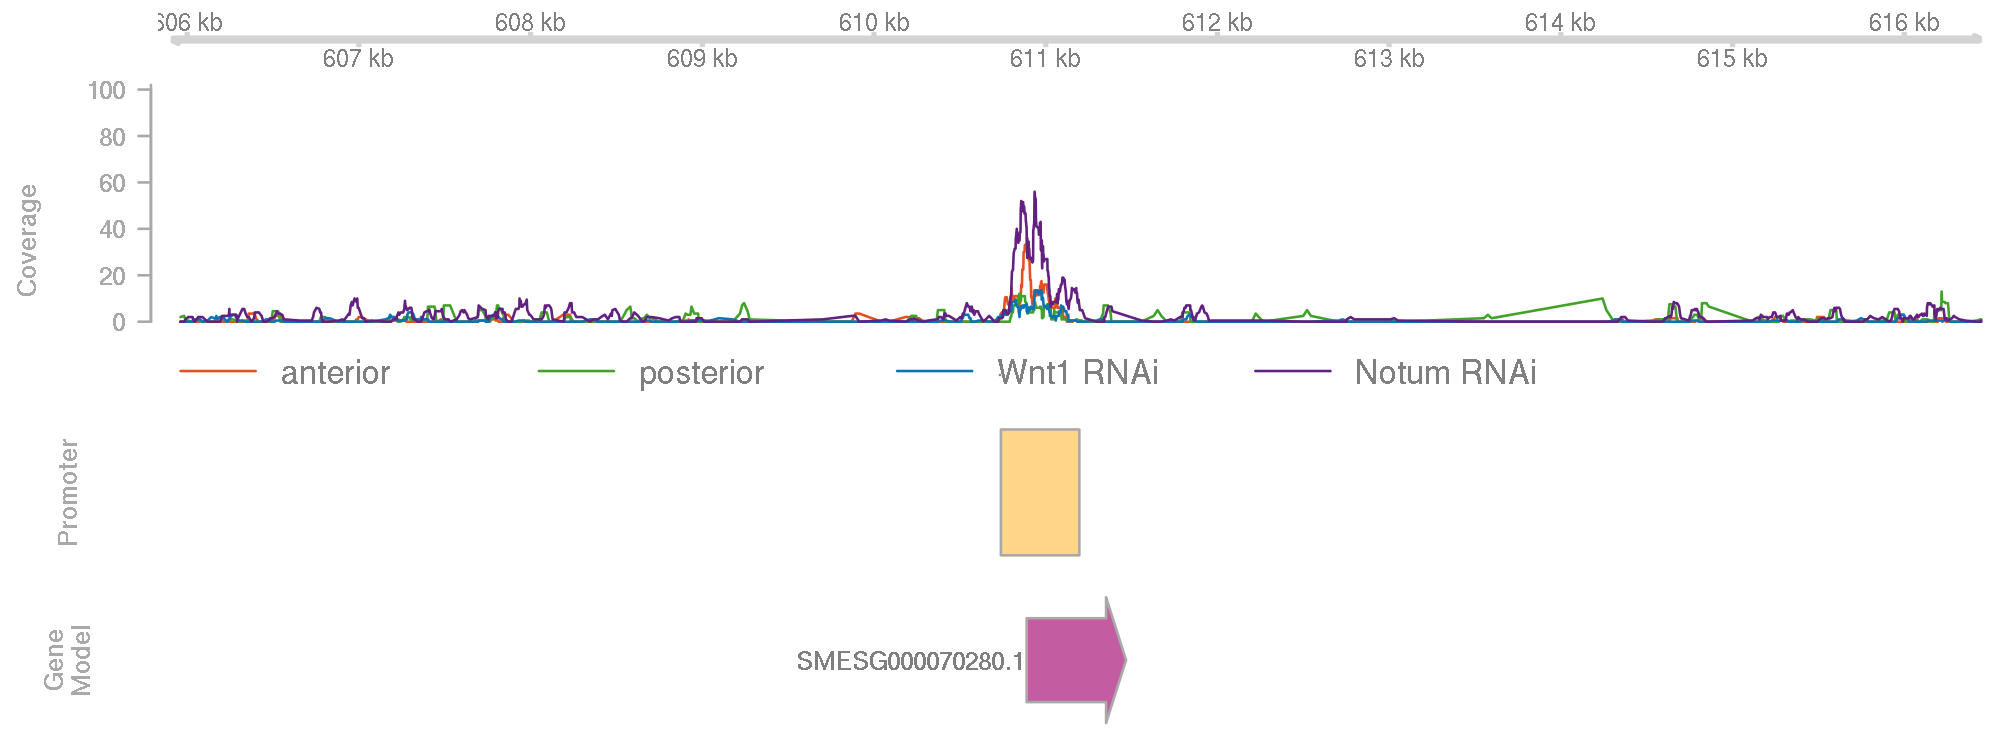 606 kb 608 kb 610 kb 612 kb 614 kb 616 kb
607 kb 609 kb 611 kb 613 kb 615 kb
100
80
60
40
20
0
Coverage
anterior posterior Wnt1 RNAi Notum RNAi
Promoter
Gene
Model
SMESG000070280.1